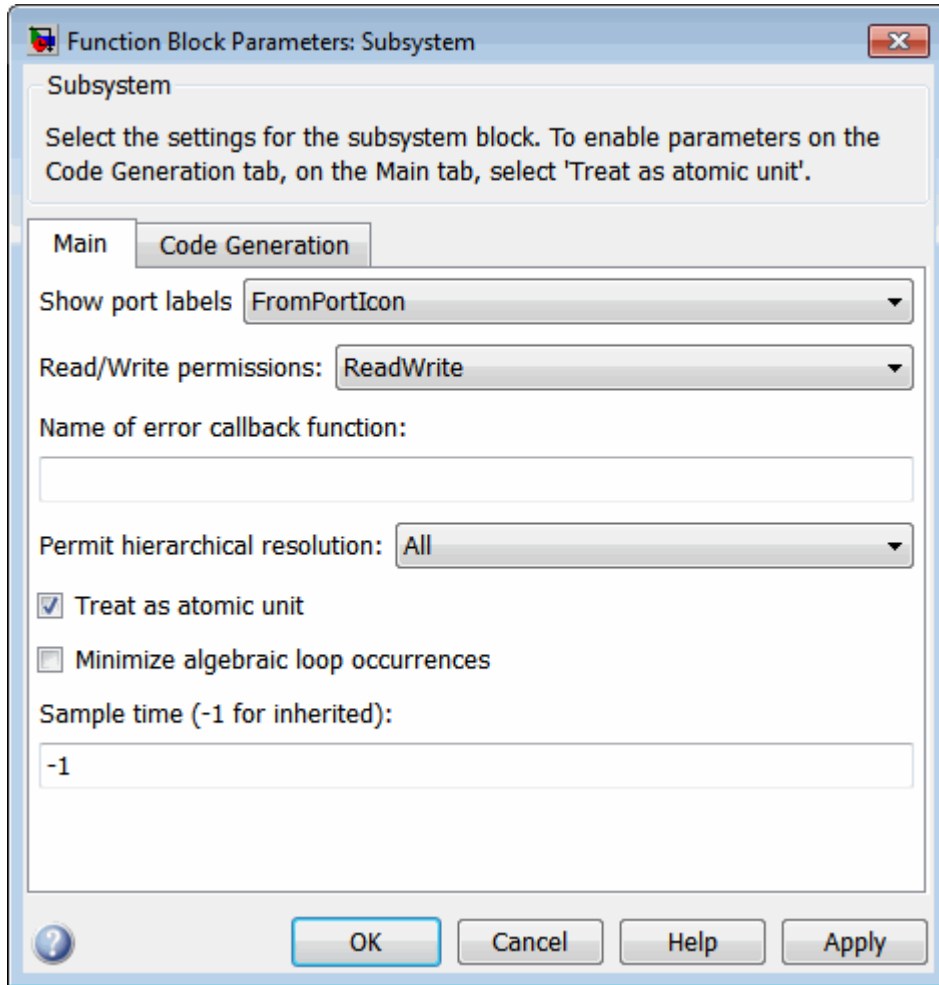 Function Block Parameters: Subsystem
Subsystem
Select the settings for the subsystem block. To enable parameters on the
Code Generation tab, on the Main tab, select 'Treat as atomic unit'.
Main Code Generation
Show port labels FromPortIcon
Read/Write permissions: ReadWrite
Name of error callback function:
Permit hierarchical resolution: All
Treat as atomic unit
Minimize algebraic loop occurrences
Sample time (-1 for inherited):
-1
OK Cancel Help Apply